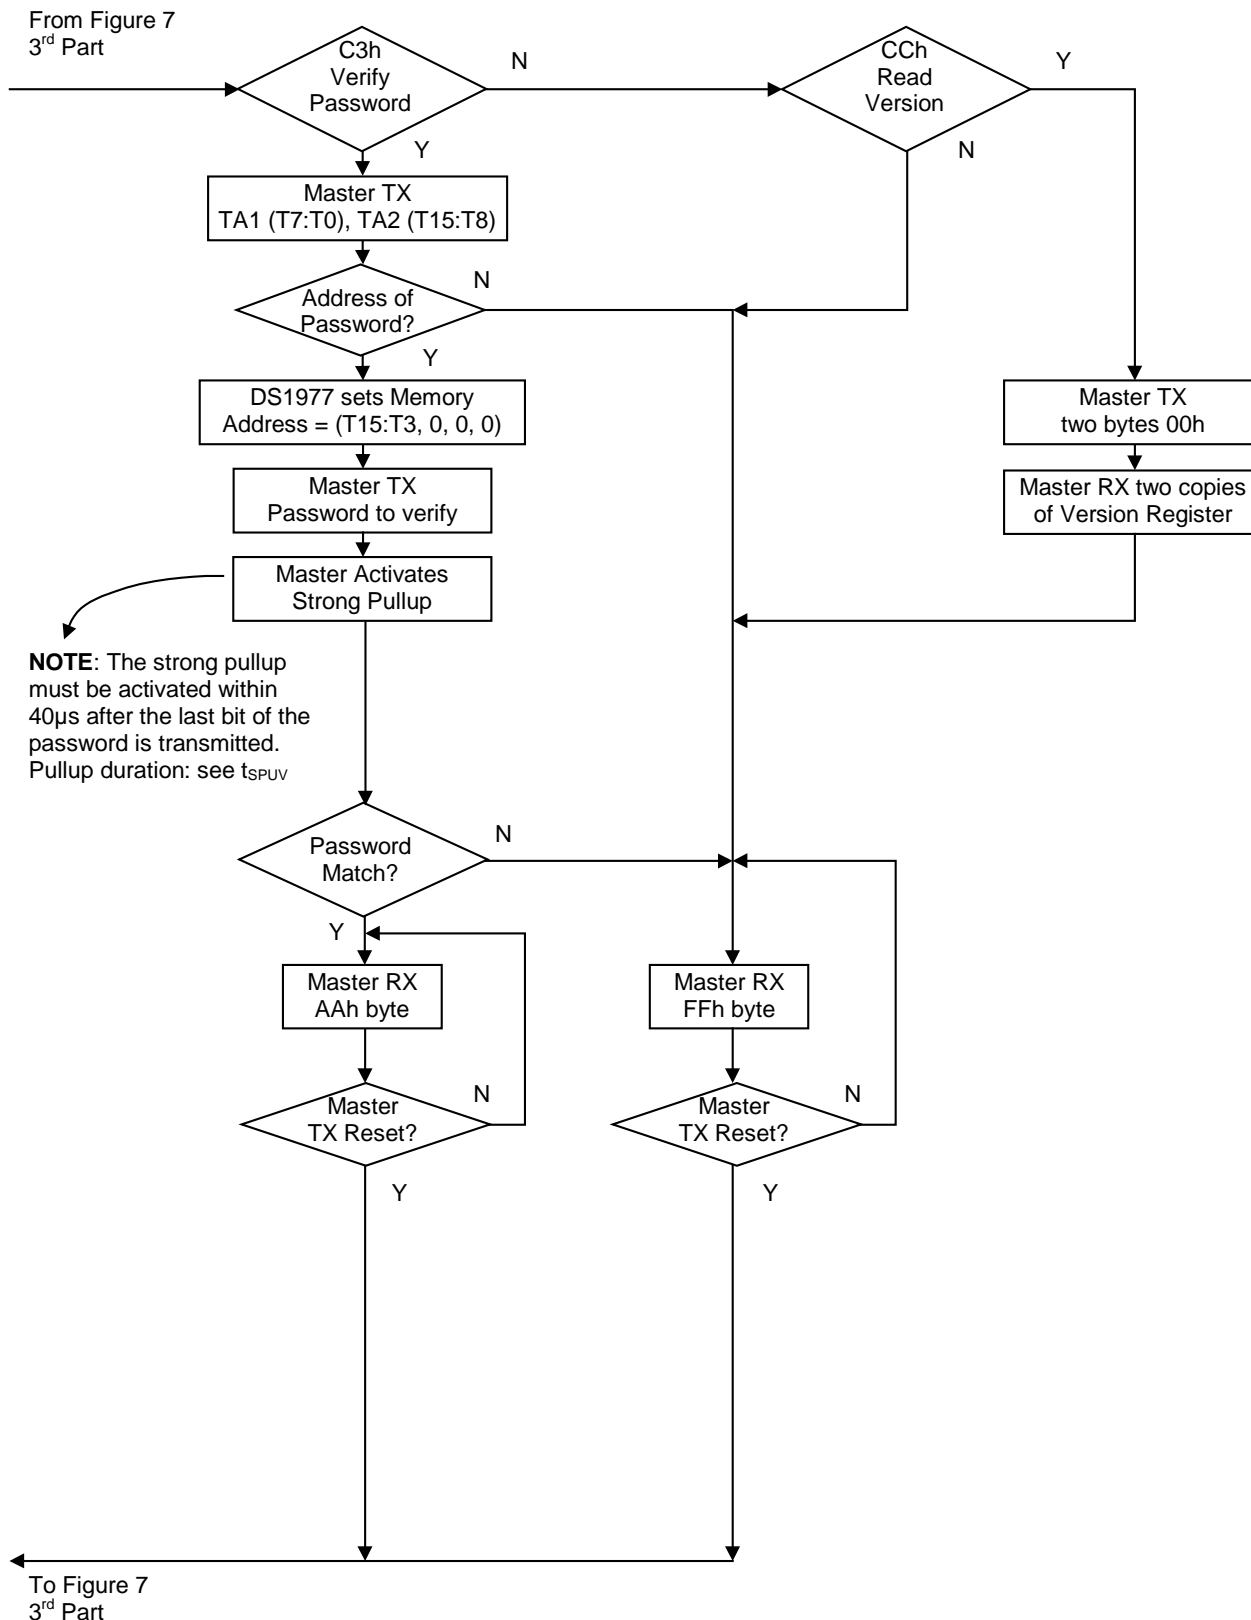 From Figure 7
3rd Part
C3h
Verify
Password
N
CCh
Read
Version
Y
Y
N
Master TX
TA1 (T7:T0), TA2 (T15:T8)
N
Address of
Password?
Y
DS1977 sets Memory
Address = (T15:T3, 0, 0, 0)
Master TX
two bytes 00h
Master TX
Password to verify
Master RX two copies
of Version Register
Master Activates
Strong Pullup
NOTE: The strong pullup
must be activated within
40µs after the last bit of the
password is transmitted.
Pullup duration: see tSPUV
N
Password
Match?
Y
Master RX
AAh byte
Master RX
FFh byte
N
Master
TX Reset?
N
Master
TX Reset?
Y
Y
To Figure 7
3rd Part